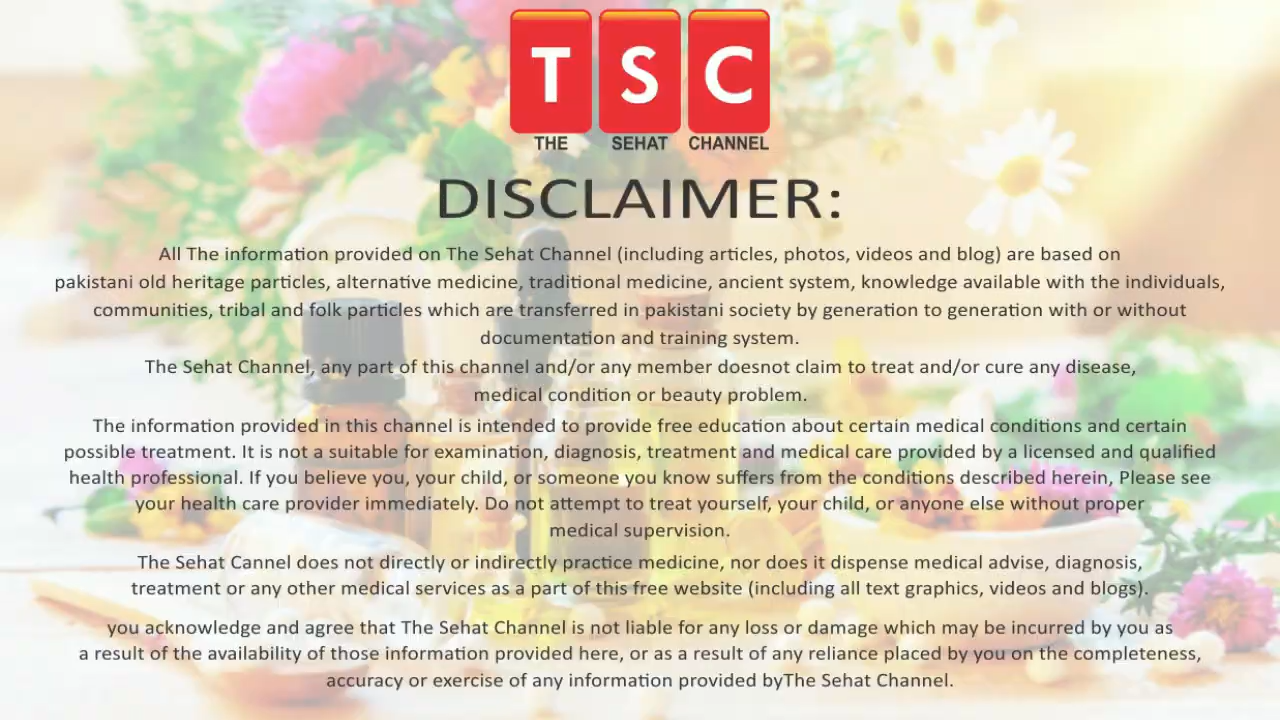 T S C
THE SEHAT CHANNEL
DISCLAIMER:
All The information provided on The Sehat Channel (including articles, photos, videos and blog) are based on
pakistani old heritage particles, alternative medicine, traditional medicine, ancient system, knowledge available with the individuals,
communities, tribal and folk particles which are transferred in pakistani society by generation to generation with or without
documentation and training system.
The Sehat Channel, any part of this channel and/or any member doesnot claim to treat and/or cure any disease,
medical condition or beauty problem.
The information provided in this channel is intended to provide free education about certain medical conditions and certain
possible treatment. It is not a suitable for examination, diagnosis, treatment and medical care provided by a licensed and qualified
health professional. If you believe you, your child, or someone you know suffers from the conditions described herein, Please see
your health care provider immediately. Do not attempt to treat yourself, your child, or anyone else without proper
medical supervision.
The Sehat Cannel does not directly or indirectly practice medicine, nor does it dispense medical advise, diagnosis,
treatment or any other medical services as a part of this free website (including all text graphics, videos and blogs).
you acknowledge and agree that The Sehat Channel is not liable for any loss or damage which may be incurred by you as
a result of the availability of those information provided here, or as a result of any reliance placed by you on the completeness,
accuracy or exercise of any information provided byThe Sehat Channel.